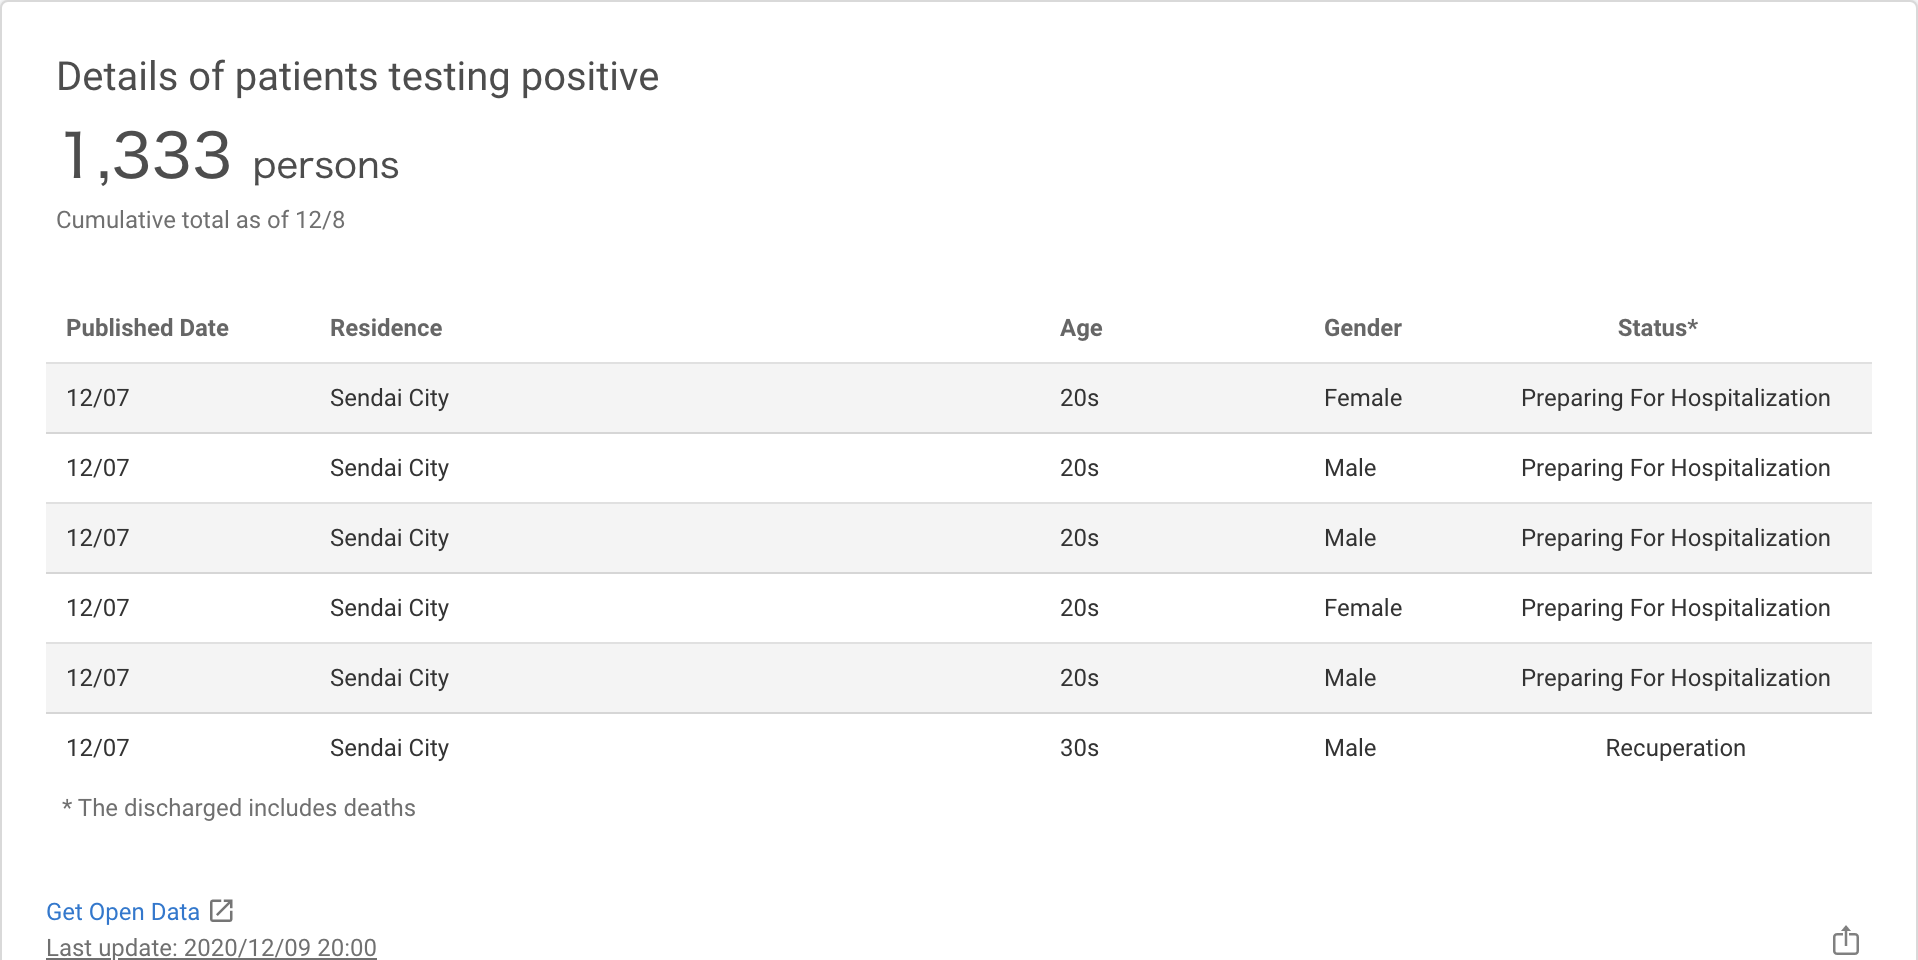 Details of patients testing positive
1,333 persons
Cumulative total as of 12/8
Published Date Residence Age Gender Status*
12/07 Sendai City 20s Female Preparing For Hospitalization
12/07 Sendai City 20s Male Preparing For Hospitalization
12/07 Sendai City 20s Male Preparing For Hospitalization
12/07 Sendai City 20s Female Preparing For Hospitalization
12/07 Sendai City 20s Male Preparing For Hospitalization
12/07 Sendai City 30s Male Recuperation
* The discharged includes deaths
Get Open Data
Last update: 2020/12/09 20:00